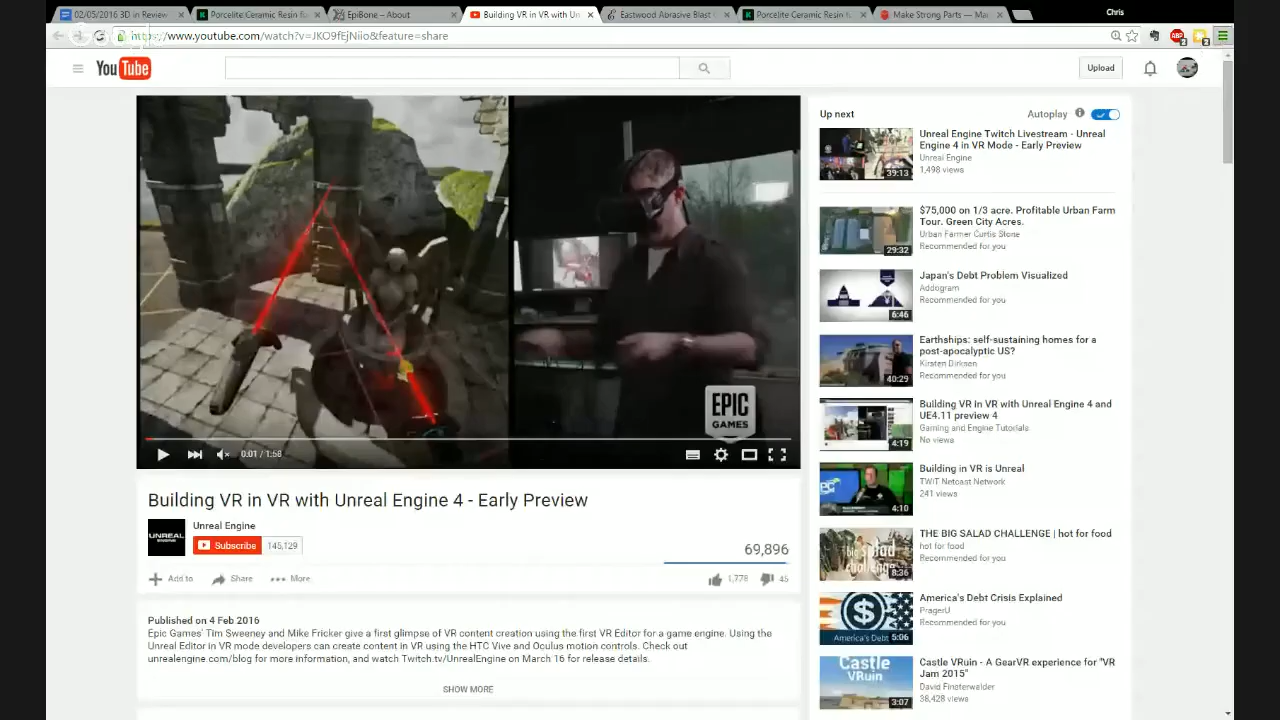 02/05/2016 3D in Review
Porcelite Ceramic Resin fo
EpiBone – About
Building VR in VR with Un
Eastwood Abrasive Blast
Porcelite Ceramic Resin fo
Make Strong Parts — Ma
Chris
https://www.youtube.com/watch?v=JKO9fEjNiio&feature=share
YouTube
Upload
EPIC
GAMES
0:01 / 1:58
Building VR in VR with Unreal Engine 4 - Early Preview
UNREAL
Unreal Engine
Subscribe 145,129
69,896
Add to Share More
1,778 45
Published on 4 Feb 2016
Epic Games' Tim Sweeney and Mike Fricker give a first glimpse of VR content creation using the first VR Editor for a game engine. Using the
Unreal Editor in VR mode developers can create content in VR using the HTC Vive and Oculus motion controls. Check out
unrealengine.com/blog for more information, and watch Twitch.tv/UnrealEngine on March 16 for release details.
SHOW MORE
Up next Autoplay
39:13
Unreal Engine Twitch Livestream - Unreal
Engine 4 in VR Mode - Early Preview
Unreal Engine
1,498 views
29:32
$75,000 on 1/3 acre. Profitable Urban Farm
Tour. Green City Acres.
Urban Farmer Curtis Stone
Recommended for you
6:46
Japan's Debt Problem Visualized
Addogram
Recommended for you
40:29
Earthships: self-sustaining homes for a
post-apocalyptic US?
Kirsten Dirksen
Recommended for you
4:19
Building VR in VR with Unreal Engine 4 and
UE4.11 preview 4
Gaming and Engine Tutorials
No views
4:10
Building in VR is Unreal
TWiT Netcast Network
241 views
big salad
challenge
8:36
THE BIG SALAD CHALLENGE | hot for food
hot for food
Recommended for you
America's Debt
5:06
America's Debt Crisis Explained
PragerU
Recommended for you
Castle
VRuin
3:07
Castle VRuin - A GearVR experience for "VR
Jam 2015"
David Finsterwalder
38,428 views